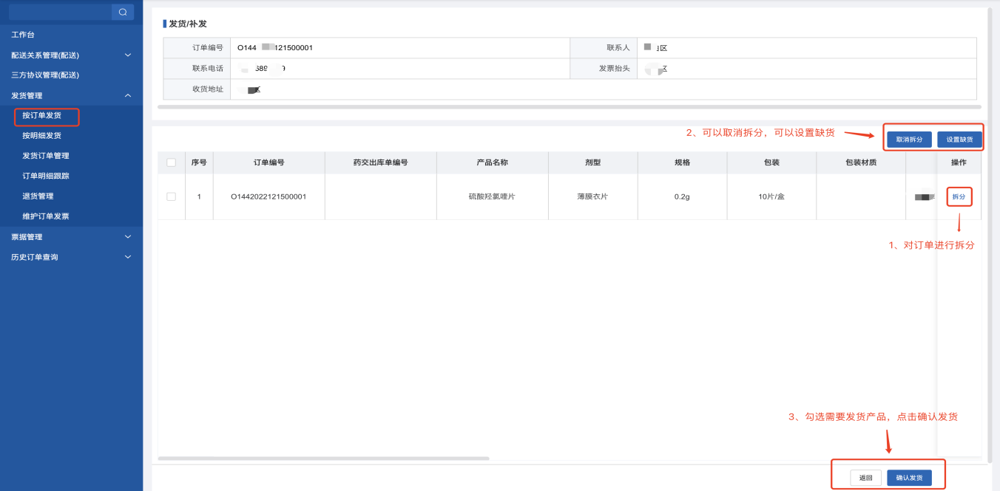 工作台
配送关系管理(配送)
三方协议管理(配送)
发货管理
按订单发货
按明细发货
发货订单管理
订单明细跟踪
退货管理
维护订单发票
票据管理
历史订单查询
发货/补发
订单编号 O144 121500001 联系人 区
联系电话 689 9 发票抬头 区
收货地址 区
2、可以取消拆分，可以设置缺货
取消拆分 设置缺货
序号 订单编号 药交出库单编号 产品名称 剂型 规格 包装 包装材质 操作
1 O1442022121500001 硫酸羟氯喹片 薄膜衣片 0.2g 10片/盒 拆分
1、对订单进行拆分
3、勾选需要发货产品，点击确认发货
返回 确认发货